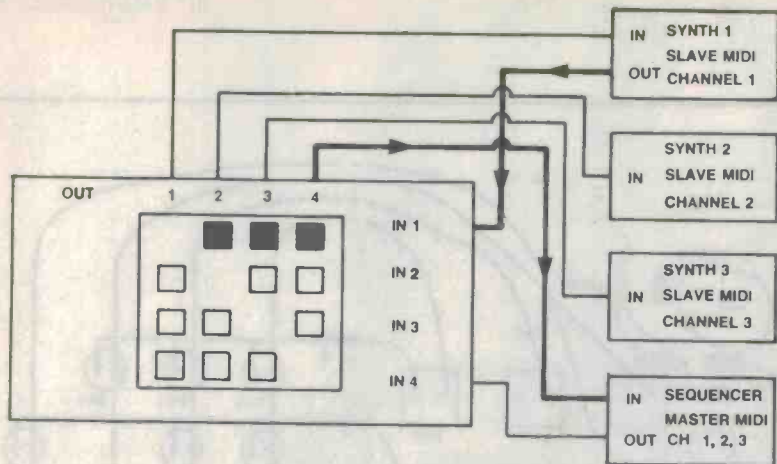 IN SYNTH 1
SLAVE MIDI
OUT CHANNEL 1
SYNTH 2
IN SLAVE MIDI
CHANNEL 2
SYNTH 3
IN SLAVE MIDI
CHANNEL 3
IN SEQUENCER
MASTER MIDI
OUT CH 1, 2, 3
OUT 1 2 3 4
IN 1
IN 2
IN 3
IN 4